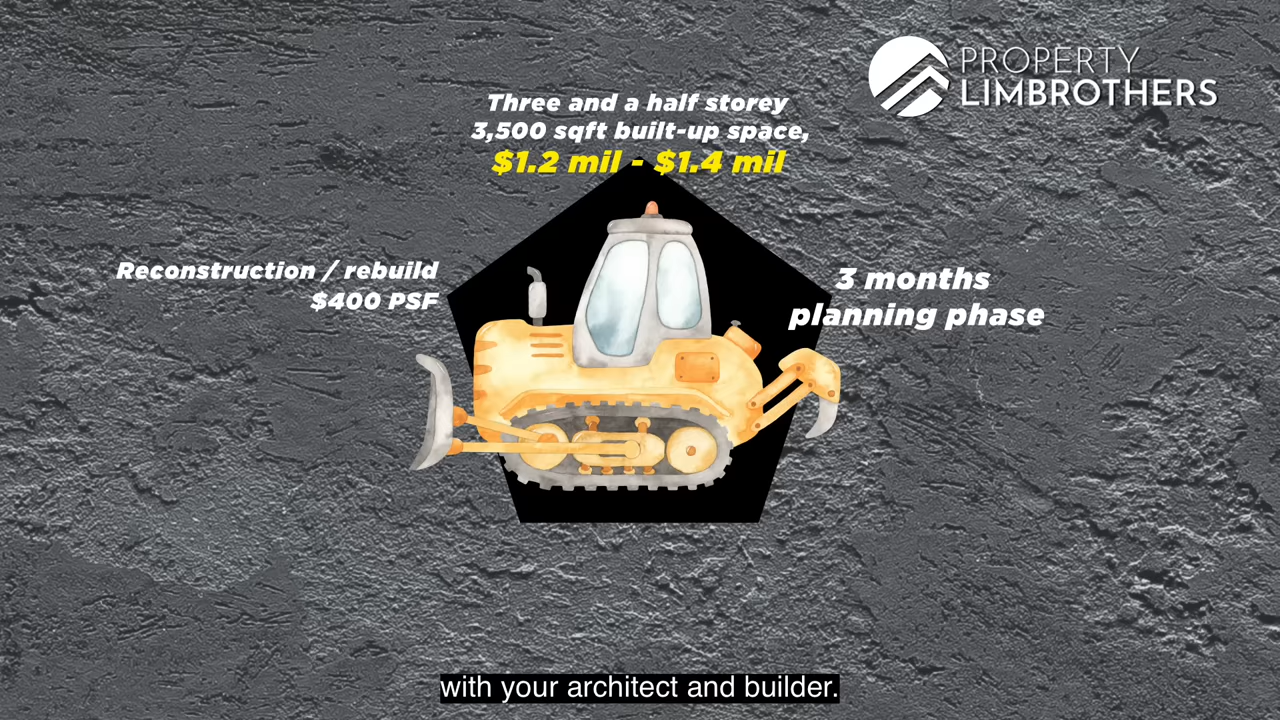 PROPERTY
LIMBROTHERS
Three and a half storey
3,500 sqft built-up space,
$1.2 mil - $1.4 mil
Reconstruction / rebuild
$400 PSF
3 months
planning phase
with your architect and builder.